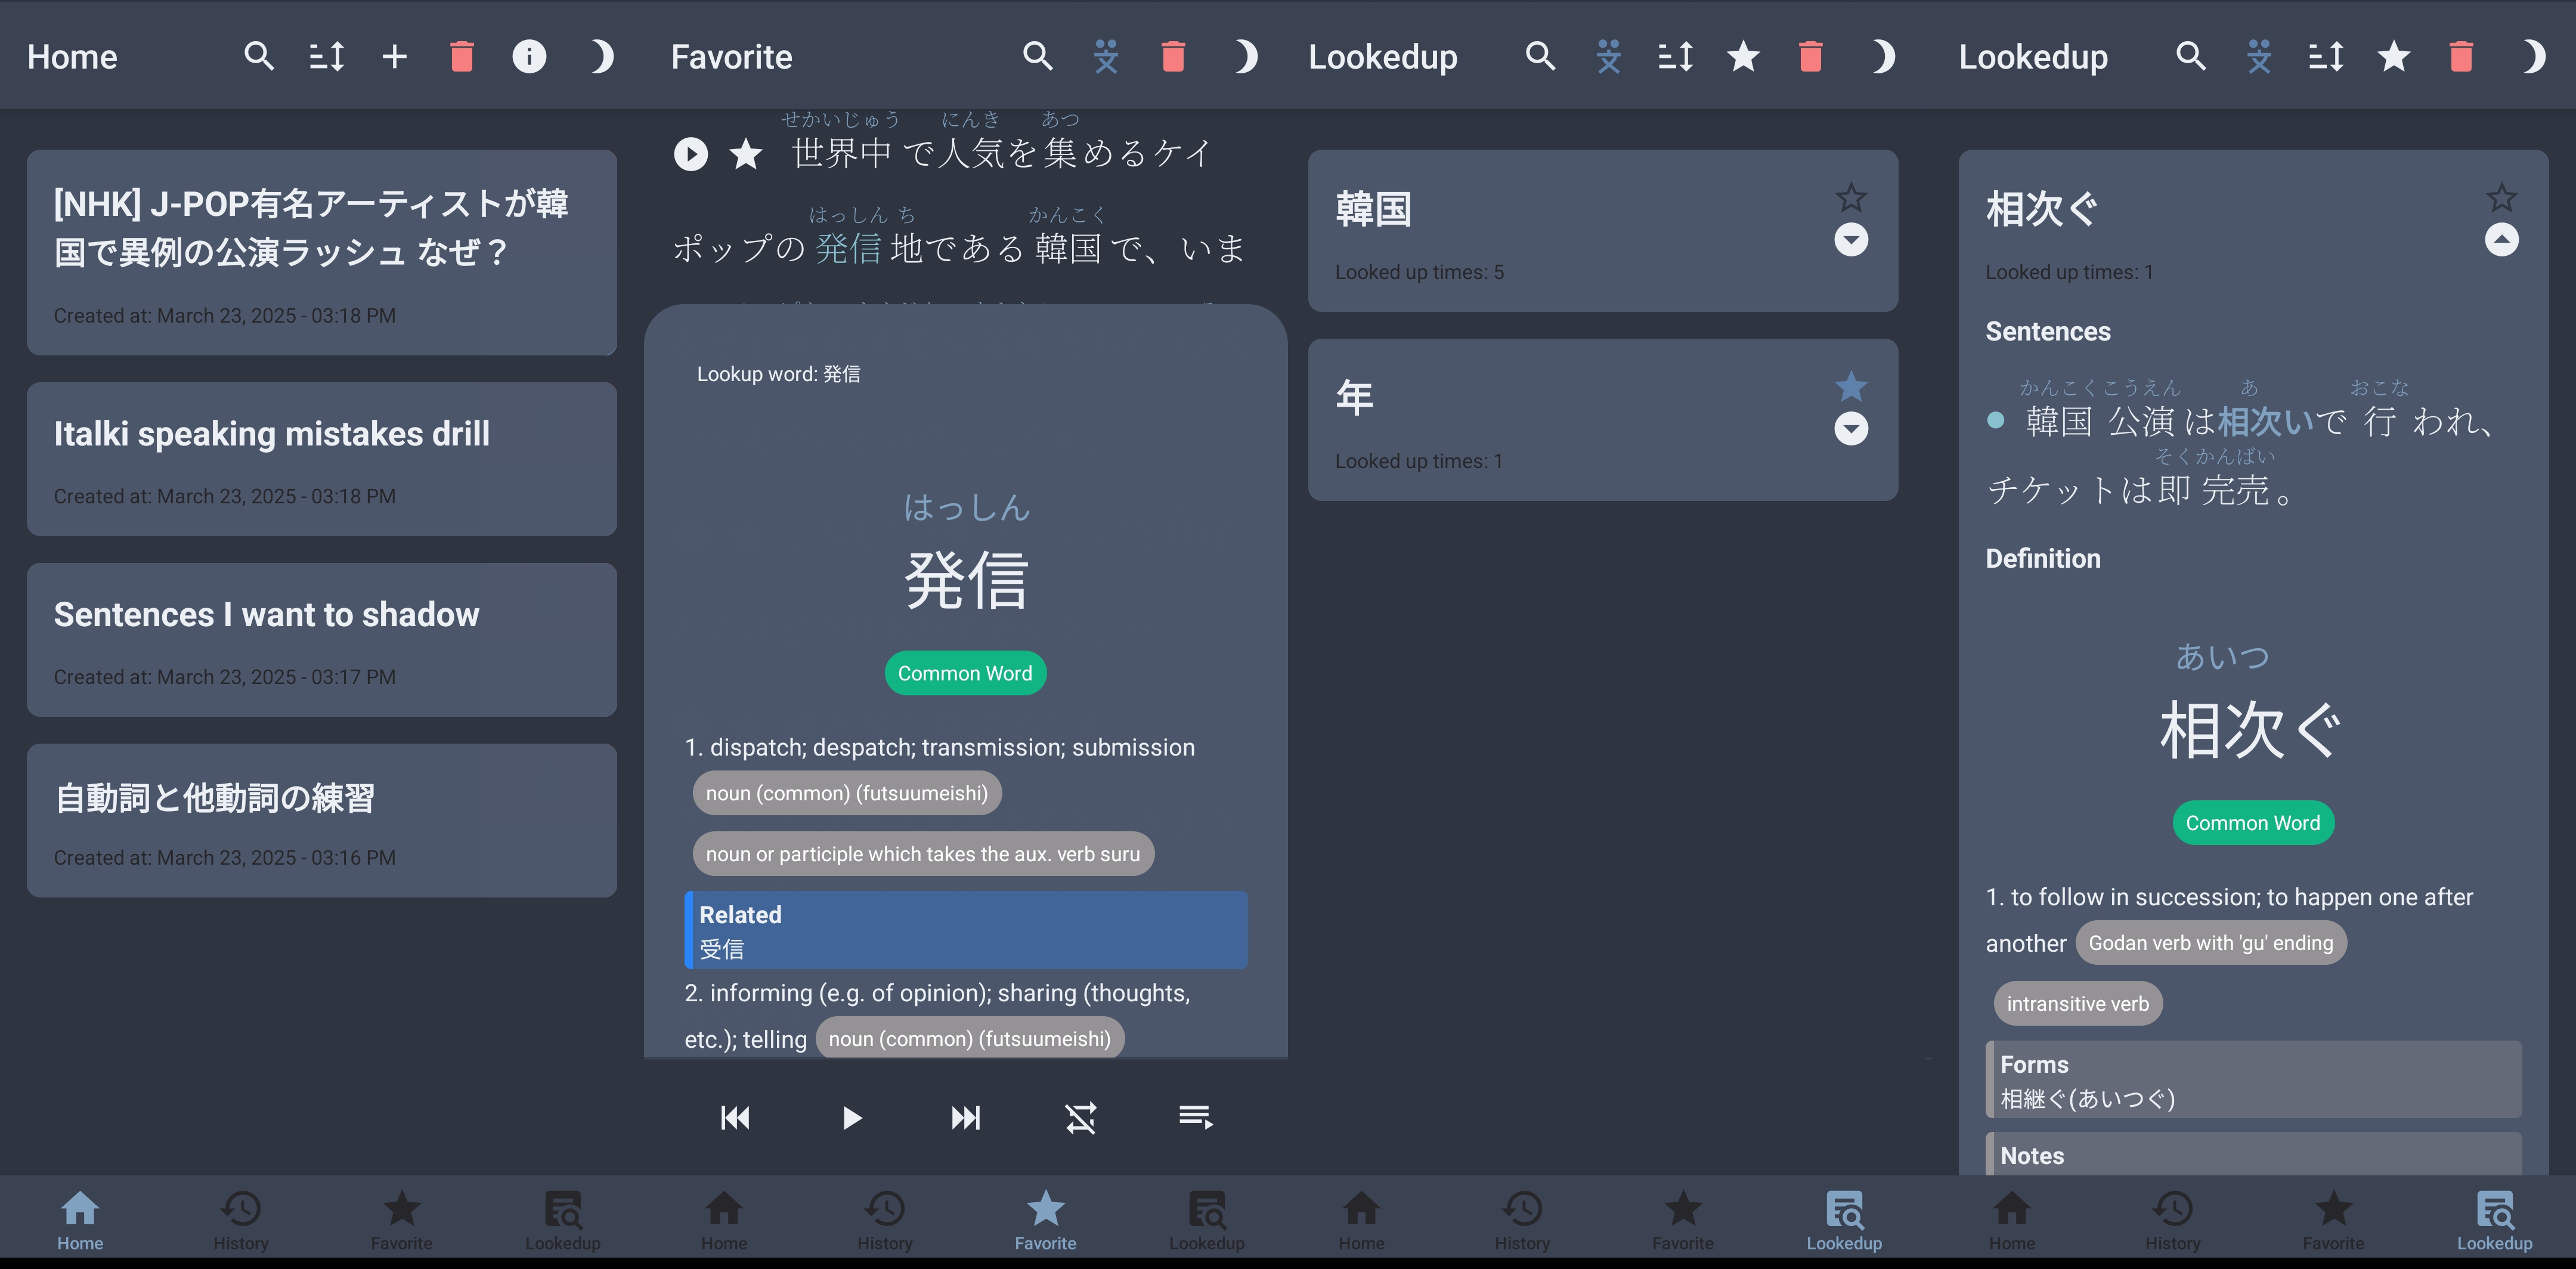 Home
[NHK] J-POP有名アーティストが韓
国で異例の公演ラッシュ なぜ？
Created at: March 23, 2025 - 03:18 PM
Italki speaking mistakes drill
Created at: March 23, 2025 - 03:18 PM
Sentences I want to shadow
Created at: March 23, 2025 - 03:17 PM
自動詞と他動詞の練習
Created at: March 23, 2025 - 03:16 PM
Home History Favorite Lookedup
Favorite
せかいじゅう にんき あつ
世界中で人気を集めるケイ
はっしん ち かんこく
ポップの発信地である韓国で、いま
Lookup word: 発信
はっしん
発信
Common Word
1. dispatch; despatch; transmission; submission
noun (common) (futsuumeishi)
noun or participle which takes the aux. verb suru
Related
受信
2. informing (e.g. of opinion); sharing (thoughts,
etc.); telling noun (common) (futsuumeishi)
Home History Favorite Lookedup
Lookedup
韓国
Looked up times: 5
年
Looked up times: 1
Home History Favorite Lookedup
Lookedup
相次ぐ
Looked up times: 1
Sentences
かんこくこうえん あ おこな
韓国公演は相次いで行われ、
そくかんばい
チケットは即完売。
Definition
あいつ
相次ぐ
Common Word
1. to follow in succession; to happen one after
another Godan verb with 'gu' ending
intransitive verb
Forms
相継ぐ(あいつぐ)
Notes
Home History Favorite Lookedup